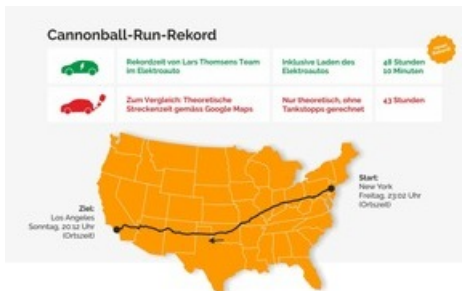 Cannonball-Run-Rekord
Rekordzeit von Lars Thomsens Team
im Elektroauto
Inklusive Laden des
Elektroautos
48 Stunden
10 Minuten
Zum Vergleich: Theoretische
Streckenzeit gemäss Google Maps
Nur theoretisch, ohne
Tankstopps gerechnet
43 Stunden
Start:
New York
Freitag, 23:02 Uhr
(Ortszeit)
Ziel:
Los Angeles
Sonntag, 20:12 Uhr
(Ortszeit)